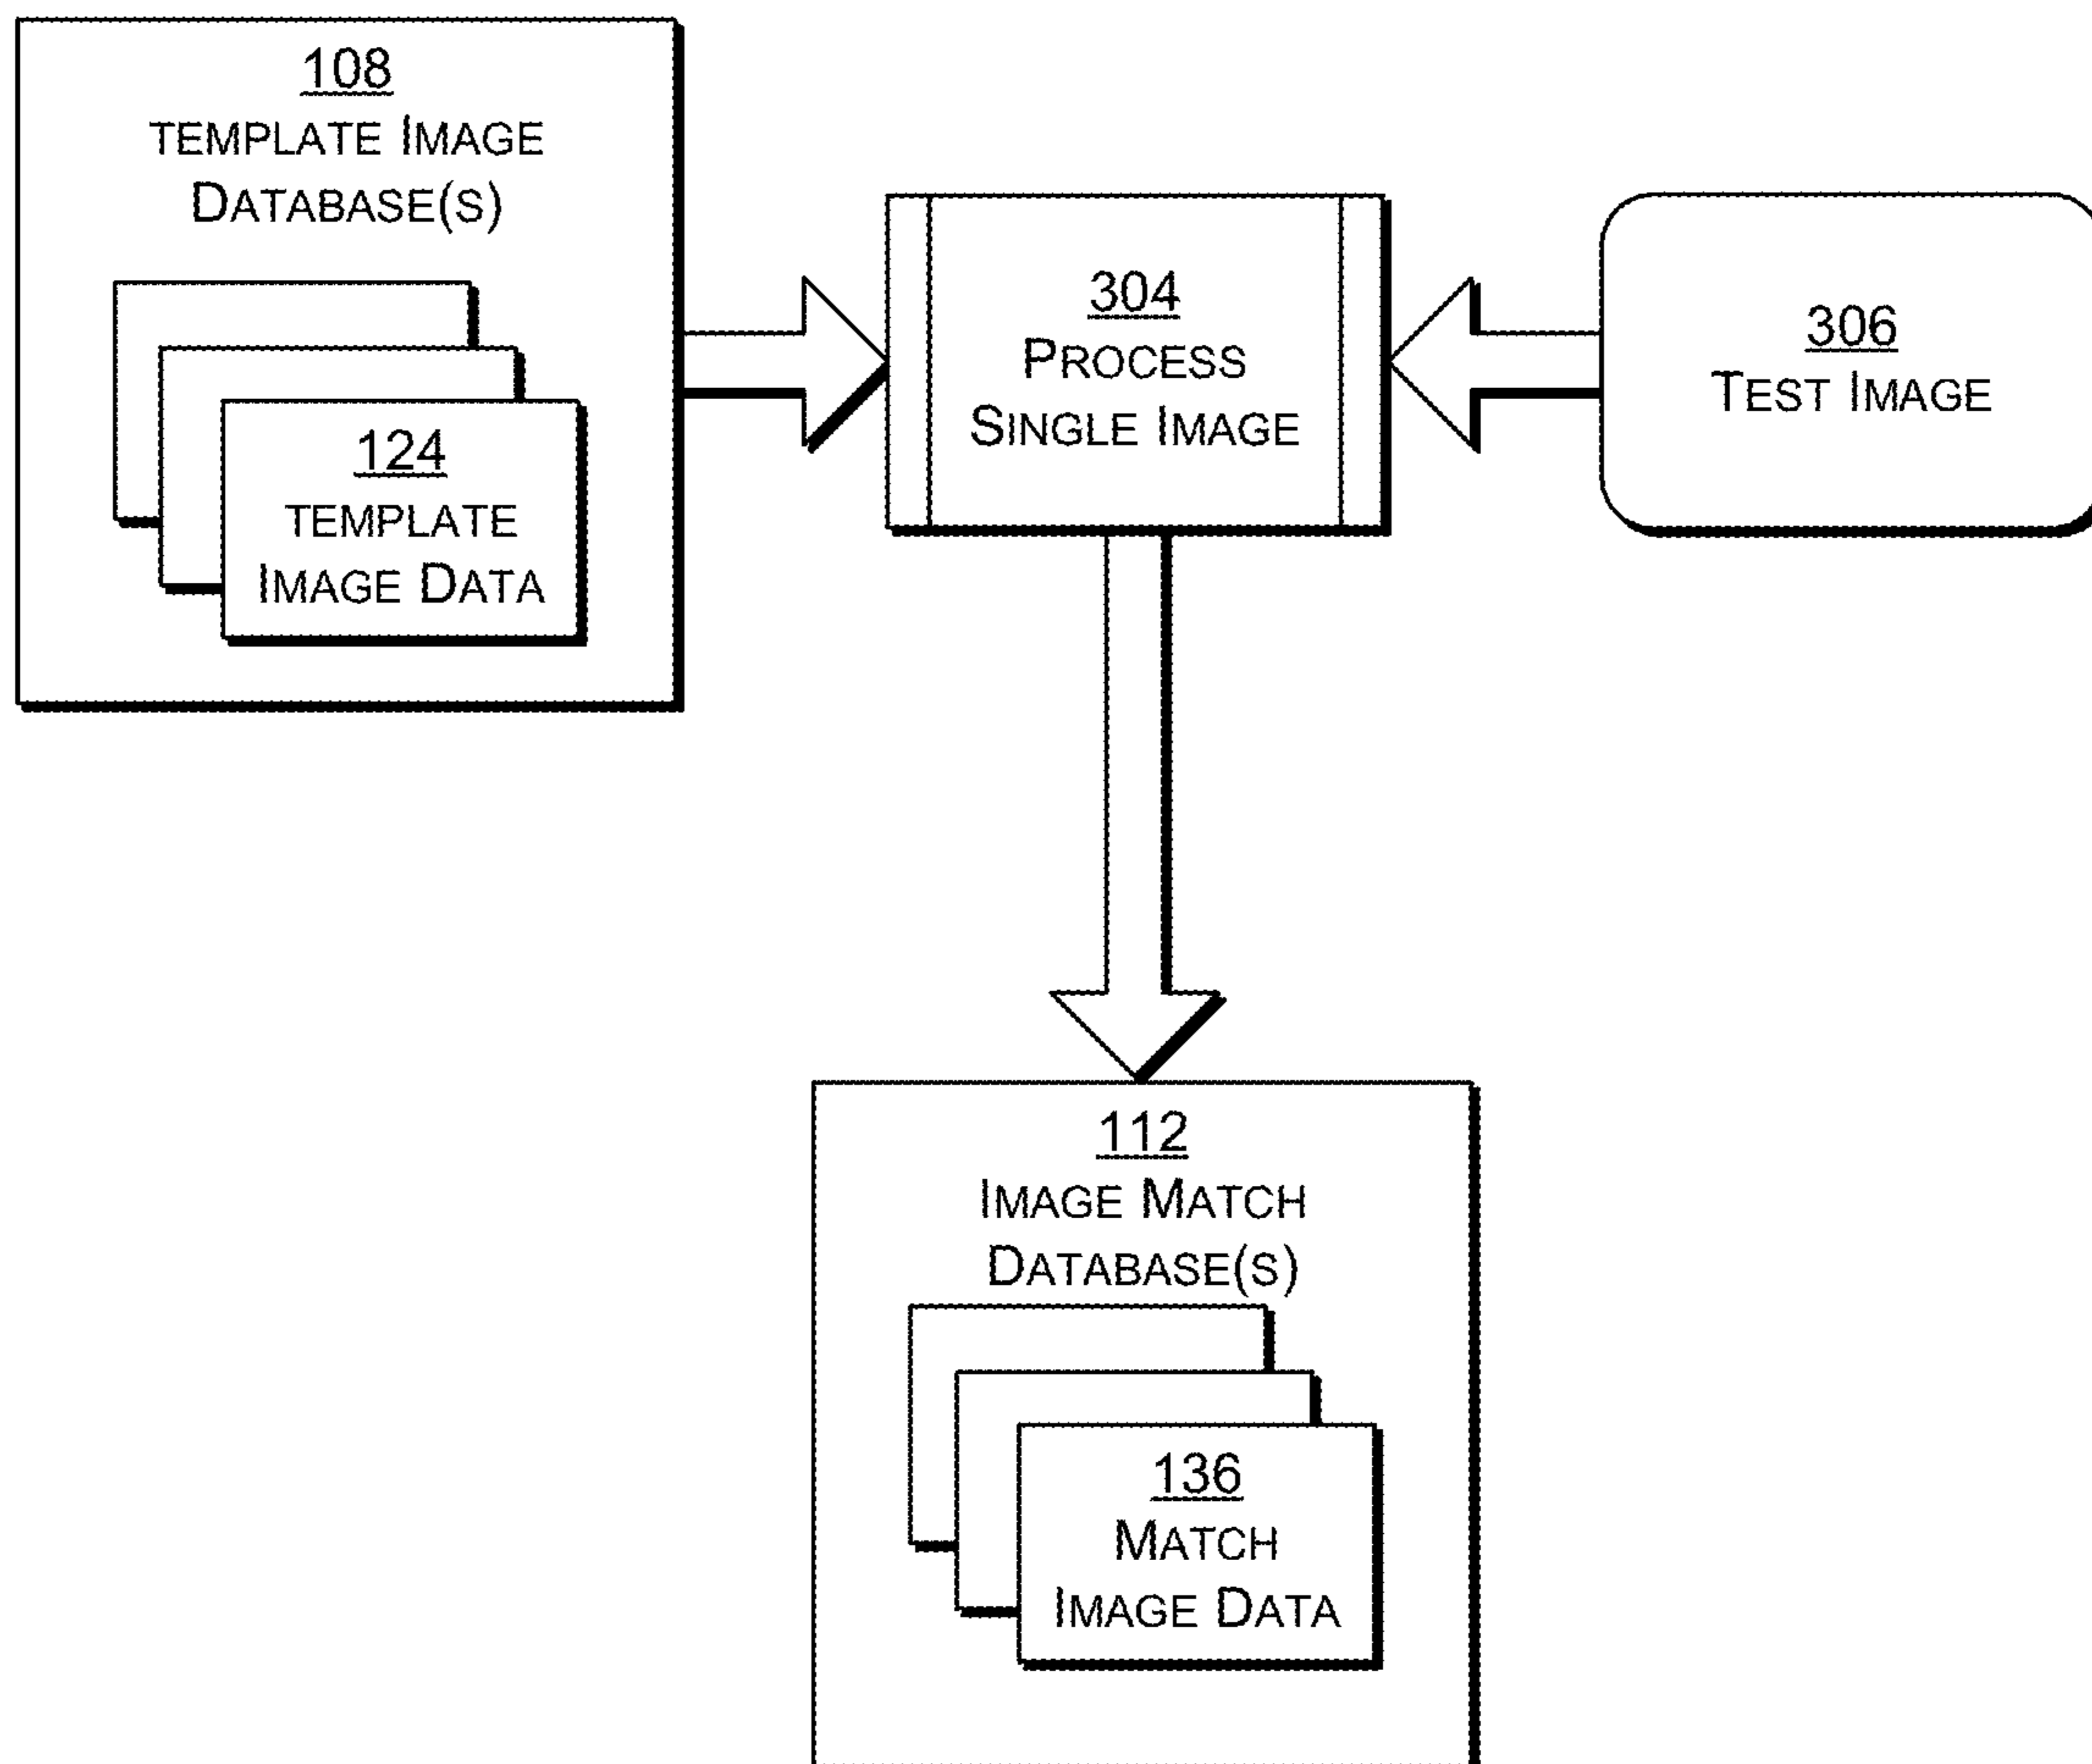 108
TEMPLATE IMAGE
DATABASE(S)
124
TEMPLATE
IMAGE DATA
304
PROCESS
SINGLE IMAGE
306
TEST IMAGE
112
IMAGE MATCH
DATABASE(S)
136
MATCH
IMAGE DATA